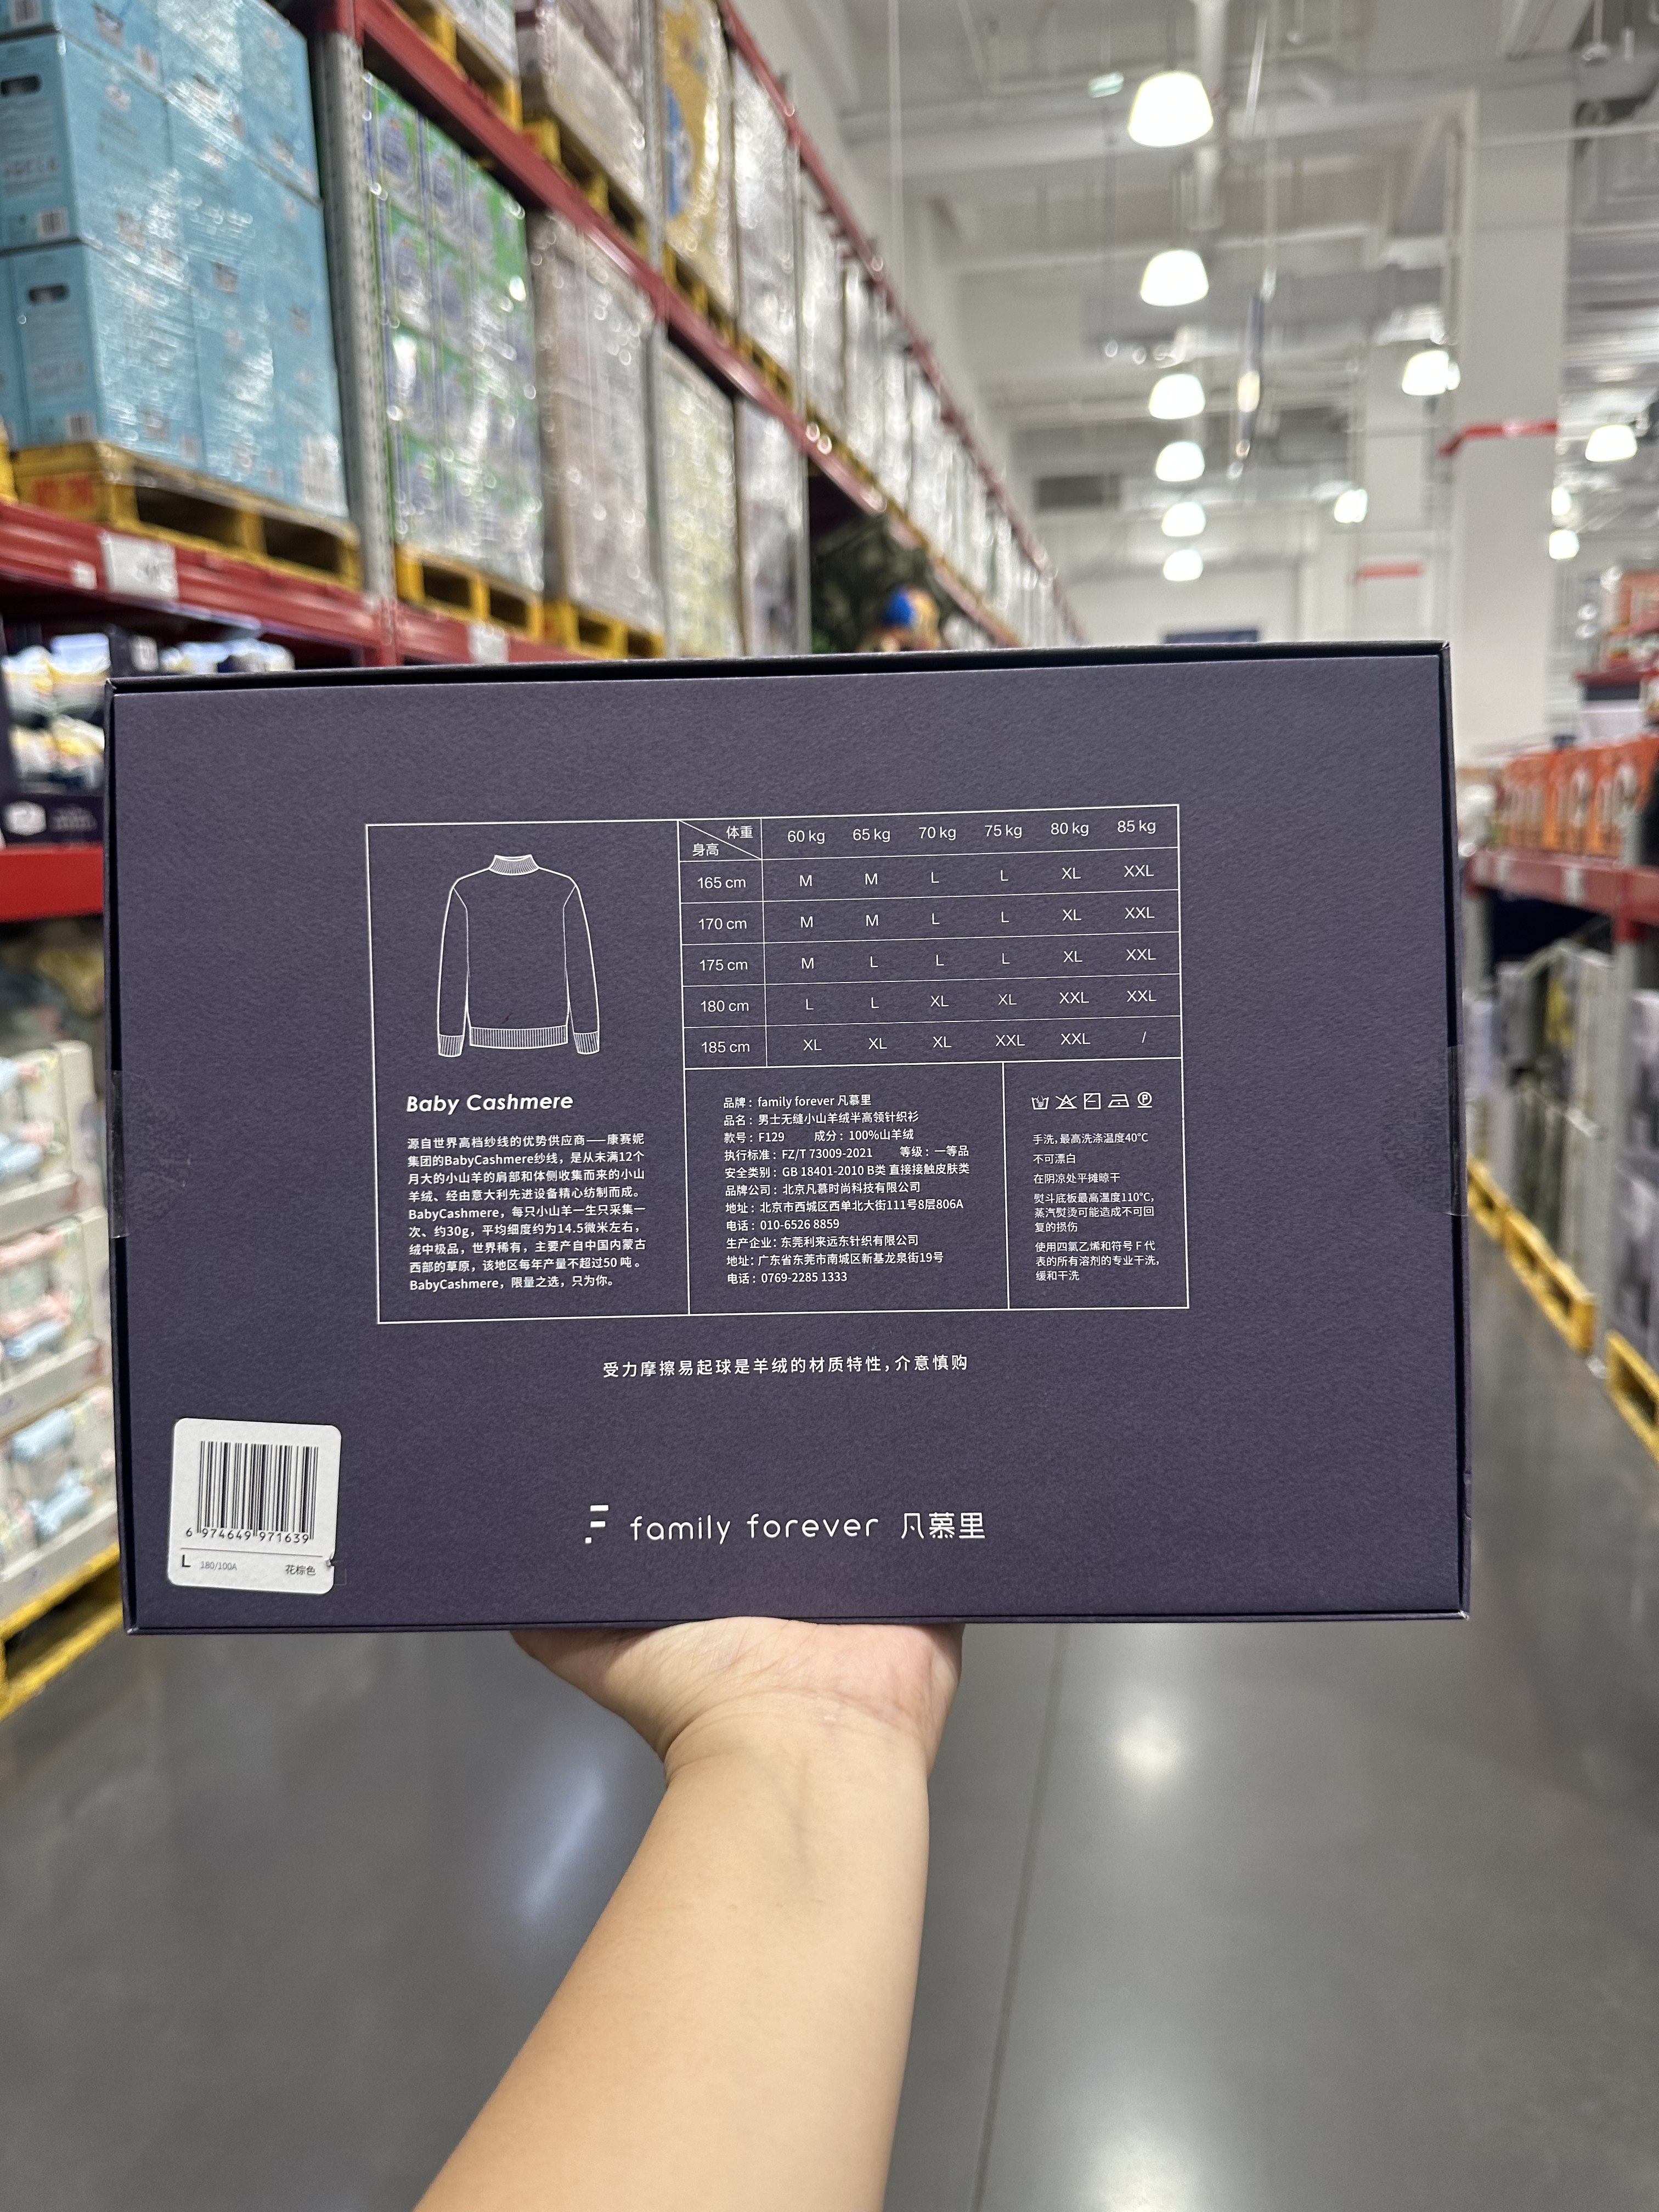 体重
身高
60 kg 65 kg 70 kg 75 kg 80 kg 85 kg
165 cm M M L L XL XXL
170 cm M M L L XL XXL
175 cm M L L L XL XXL
180 cm L L XL XL XXL XXL
185 cm XL XL XL XXL XXL /
Baby Cashmere
源自世界高档纱线的优势供应商——康赛妮
集团的BabyCashmere纱线，是从未满12个
月大的小山羊的肩部和体侧收集而来的小山
羊绒、经由意大利先进设备精心纺制而成。
BabyCashmere，每只小山羊一生只采集一
次、约30g，平均细度约为14.5微米左右，
绒中极品，世界稀有，主要产自中国内蒙古
西部的草原，该地区每年产量不超过50 吨 。
BabyCashmere，限量之选，只为你。
品牌：family forever 凡慕里
品名：男士无缝小山羊绒半高领针织衫
款号：F129 成分：100%山羊绒
执行标准：FZ/T 73009-2021 等级：一等品
安全类别：GB 18401-2010 B类 直接接触皮肤类
品牌公司：北京凡慕时尚科技有限公司
地址：北京市西城区西单北大街111号8层806A
电话：010-6526 8859
生产企业：东莞利来远东针织有限公司
地址：广东省东莞市南城区新基龙泉街19号
电话：0769-2285 1333
P
手洗,最高洗涤温度40°C
不可漂白
在阴凉处平摊晾干
熨斗底板最高温度110°C,
蒸汽熨烫可能造成不可回
复的损伤
使用四氯乙烯和符号 F 代
表的所有溶剂的专业干洗,
缓和干洗
受力摩擦易起球是羊绒的材质特性,介意慎购
6 974649 971639
L 180/100A 花棕色
family forever 凡慕里